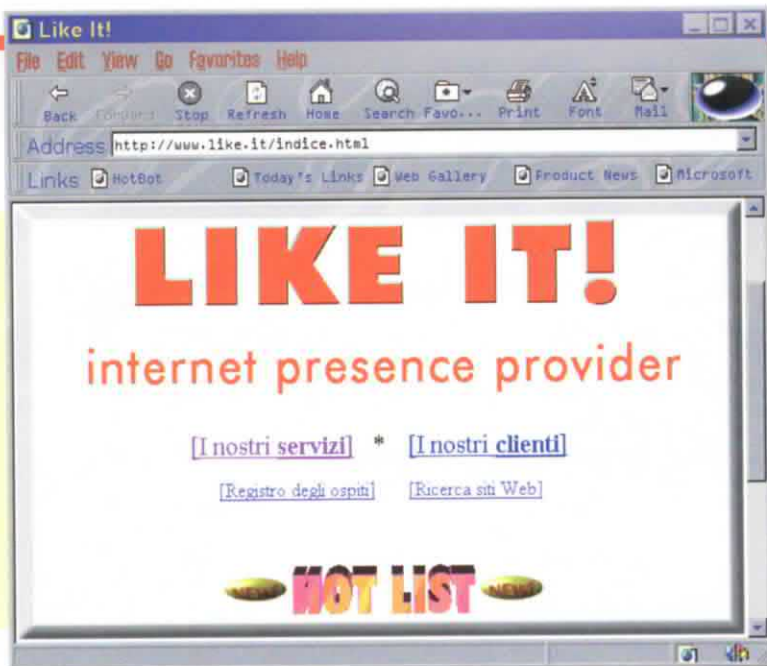 Like It!
File Edit View Go Favorites Help
Back Forward Stop Refresh Home Search Favo... Print Font Mail
Address http://www.like.it/indice.html
Links HotBot Today's Links Web Gallery Product News Microsoft
LIKE IT!
internet presence provider
[I nostri servizi] * [I nostri clienti]
[Registro degli ospiti] [Ricerca siti Web]
NEW! HOT LIST NEW!